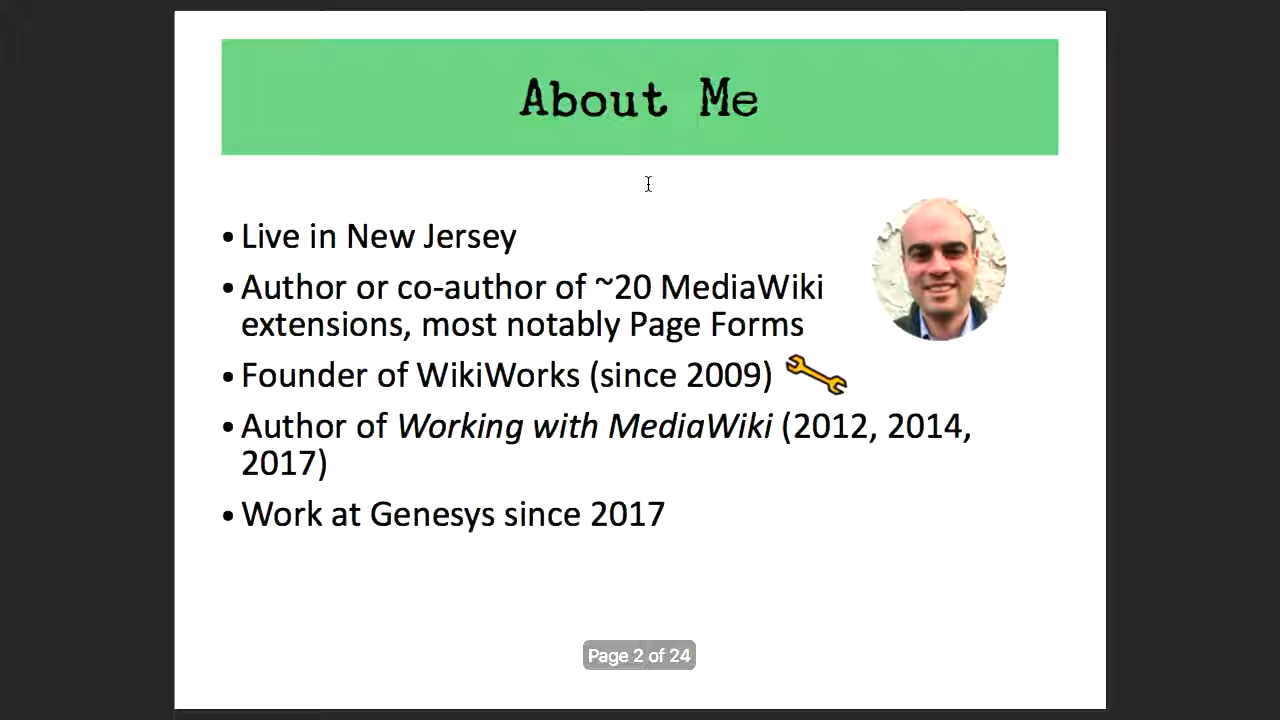 About Me
• Live in New Jersey
• Author or co-author of ~20 MediaWiki
extensions, most notably Page Forms
• Founder of WikiWorks (since 2009)
• Author of Working with MediaWiki (2012, 2014,
2017)
• Work at Genesys since 2017
Page 2 of 24